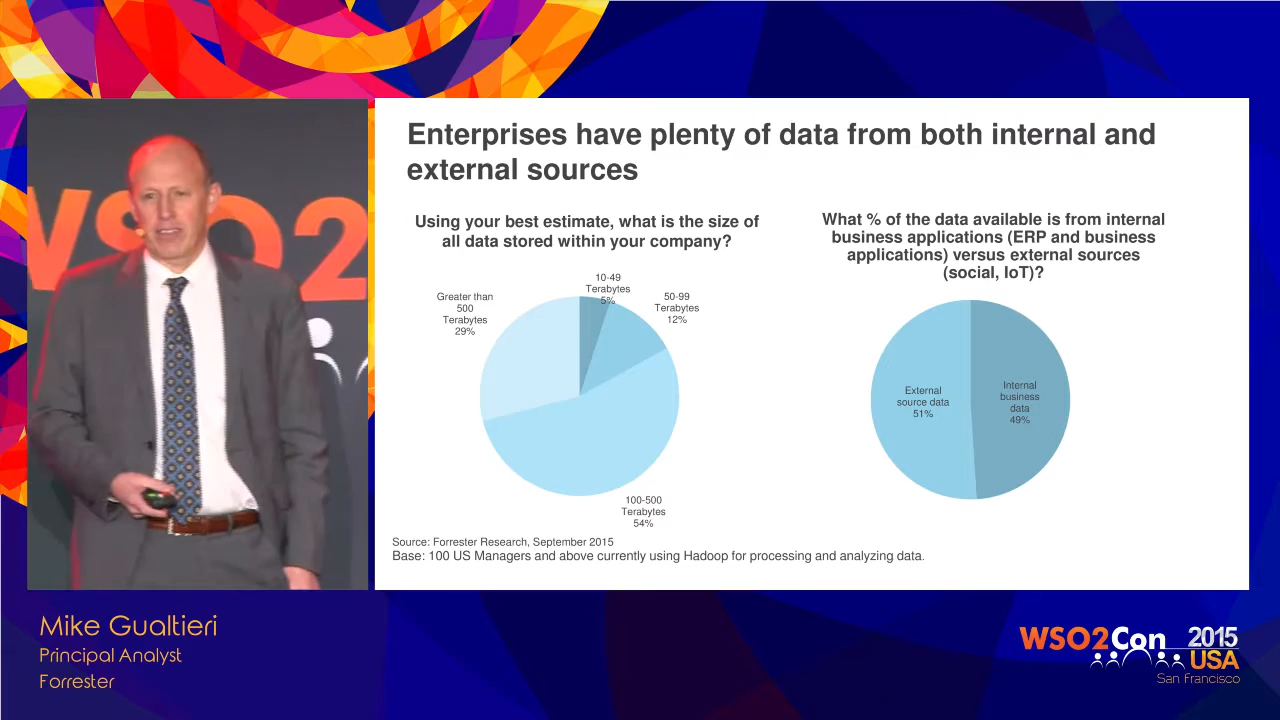 WSO2
Enterprises have plenty of data from both internal and
external sources
Using your best estimate, what is the size of
all data stored within your company?
10-49
Terabytes
5%
50-99
Terabytes
12%
Greater than
500
Terabytes
29%
100-500
Terabytes
54%
What % of the data available is from internal
business applications (ERP and business
applications) versus external sources
(social, IoT)?
External
source data
51%
Internal
business
data
49%
Source: Forrester Research, September 2015
Base: 100 US Managers and above currently using Hadoop for processing and analyzing data.
Mike Gualtieri
Principal Analyst
Forrester
WSO2Con 2015
USA
San Francisco